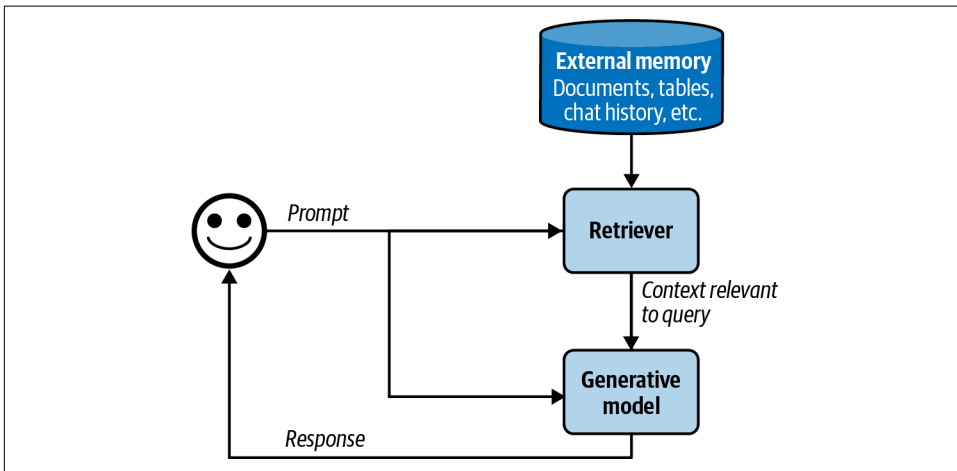 External memory
Documents, tables,
chat history, etc.
Prompt
Retriever
Context relevant
to query
Generative
model
Response